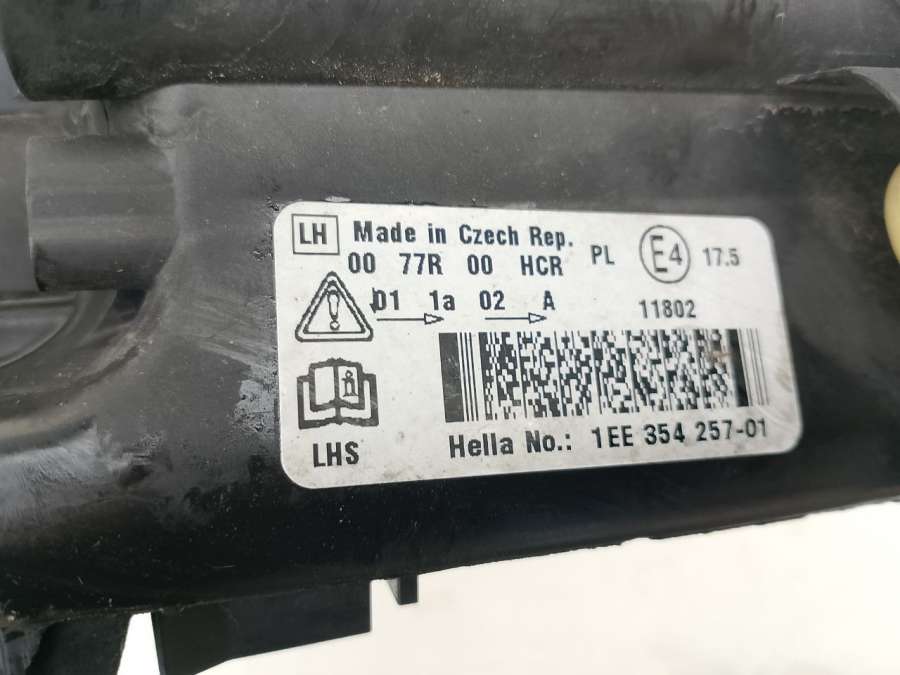 LH Made in Czech Rep.
00 77R 00 HCR PL E4 17.5
01 1a 02 A 11802
Hella No.: 1EE 354 257-01
LHS